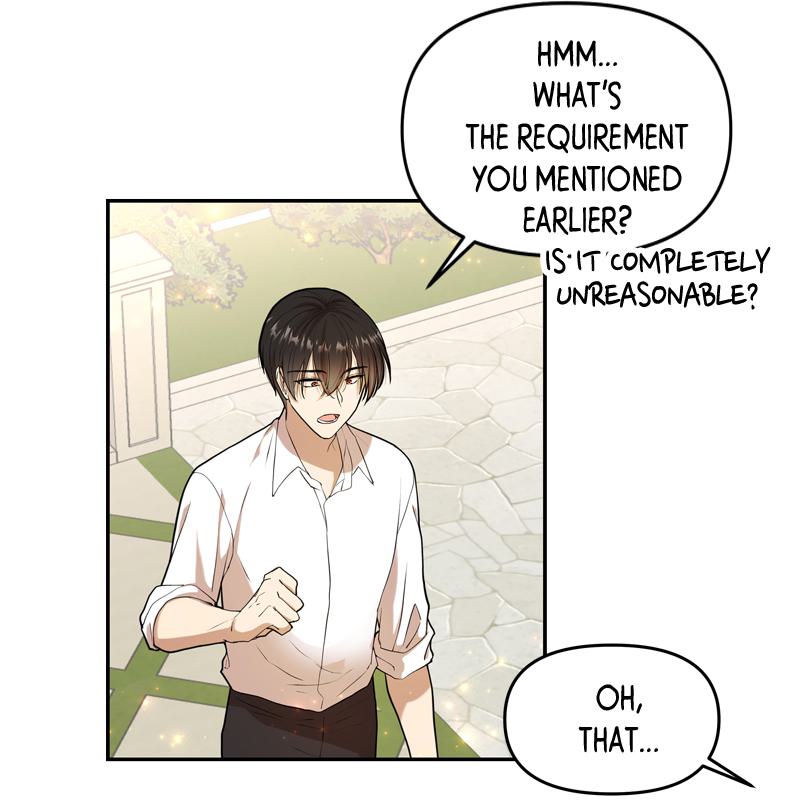 HMM...
WHAT'S
THE REQUIREMENT
YOU MENTIONED
EARLIER?
IS IT COMPLETELY
UNREASONABLE?
OH,
THAT...